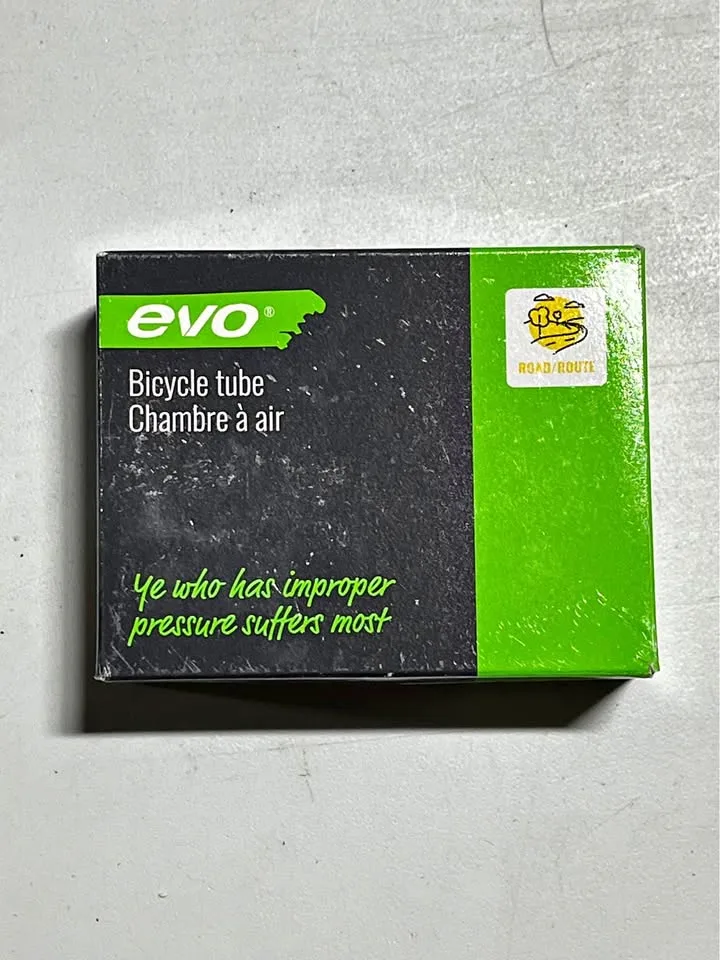 evo®
Bicycle tube
Chambre à air
ROAD/ROUTE
Ye who has improper
pressure suffers most